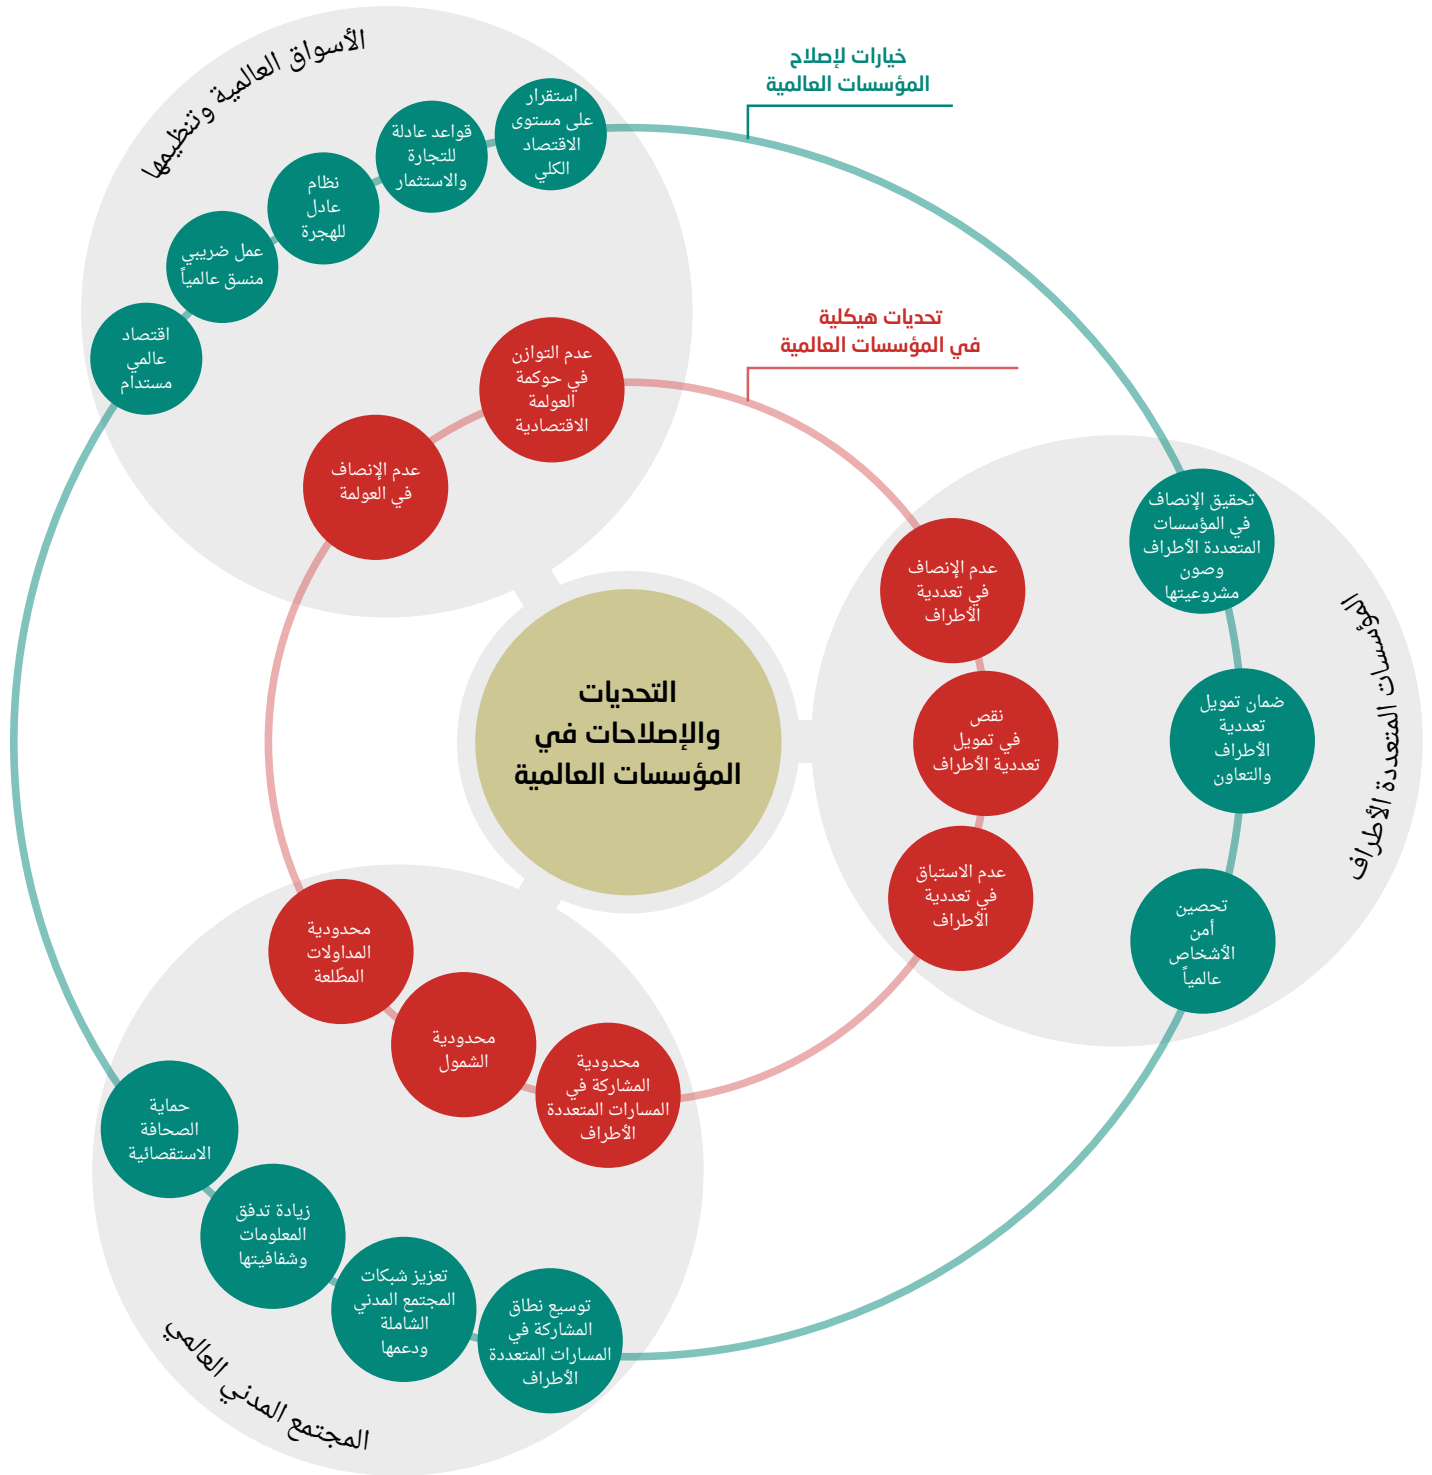 خيارات لإصلاح
المؤسسات العالمية
الأسواق العالمية وتنظيمها
استقرار
على مستوى
الاقتصاد
الكلي
قواعد عادلة
للتجارة
والاستثمار
نظام
عادل
للهجرة
عمل ضريبي
منسق عالمياً
اقتصاد
عالمي
مستدام
تحديات هيكلية
في المؤسسات العالمية
عدم التوازن
في حوكمة
العولمة
الاقتصادية
عدم الإنصاف
في العولمة
المؤسسات المتعددة الأطراف
تحقيق الإنصاف
في المؤسسات
المتعددة الأطراف
وصون
مشروعيتها
ضمان تمويل
تعددية
الأطراف
والتعاون
تحصين
أمن
الأشخاص
عالمياً
عدم الإنصاف
في تعددية
الأطراف
نقص
في تمويل
تعددية الأطراف
عدم الاستباق
في تعددية
الأطراف
التحديات
والإصلاحات في
المؤسسات العالمية
محدودية
المداولات
المطّلعة
محدودية
الشمول
محدودية
المشاركة في
المسارات المتعددة
الأطراف
حماية
الصحافة
الاستقصائية
زيادة تدفق
المعلومات
وشفافيتها
تعزيز شبكات
المجتمع المدني
الشاملة
ودعمها
توسيع نطاق
المشاركة في
المسارات المتعددة
الأطراف
المجتمع المدني العالمي